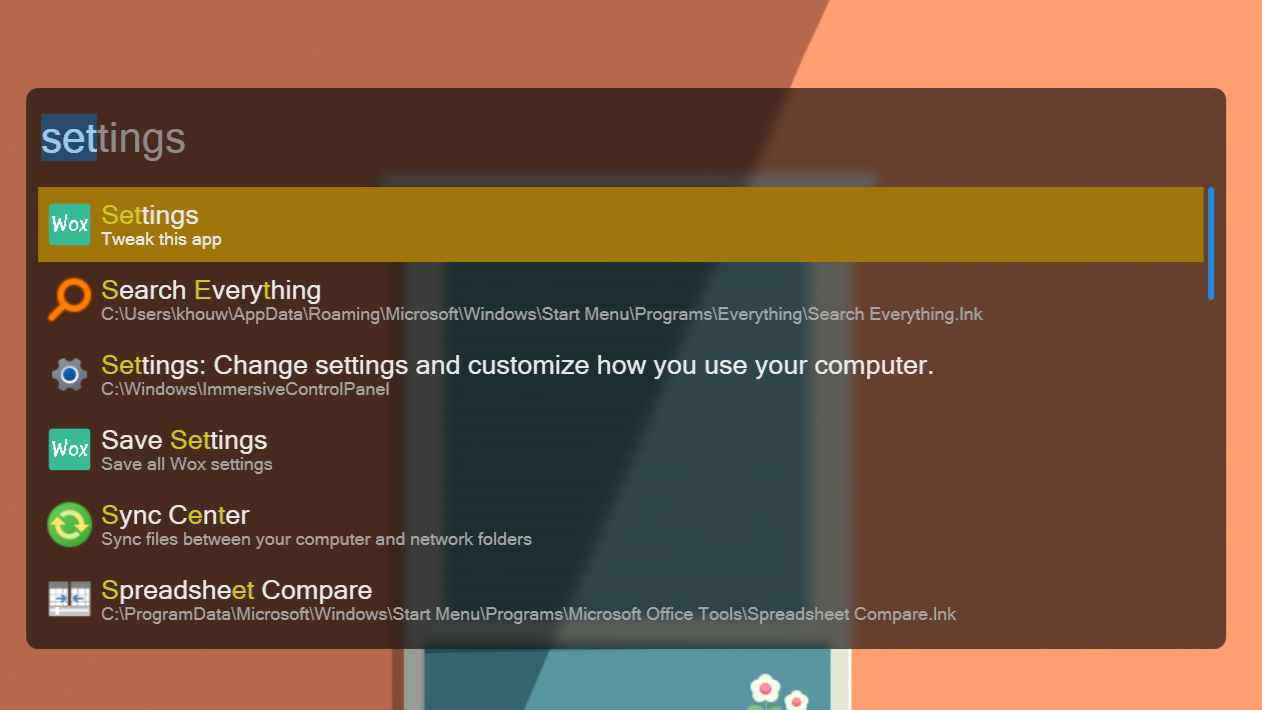 settings
Wox
Settings
Tweak this app
Search Everything
C:\Users\khouw\AppData\Roaming\Microsoft\Windows\Start Menu\Programs\Everything\Search Everything.lnk
Settings: Change settings and customize how you use your computer.
C:\Windows\ImmersiveControlPanel
Wox
Save Settings
Save all Wox settings
Sync Center
Sync files between your computer and network folders
Spreadsheet Compare
C:\ProgramData\Microsoft\Windows\Start Menu\Programs\Microsoft Office Tools\Spreadsheet Compare.lnk